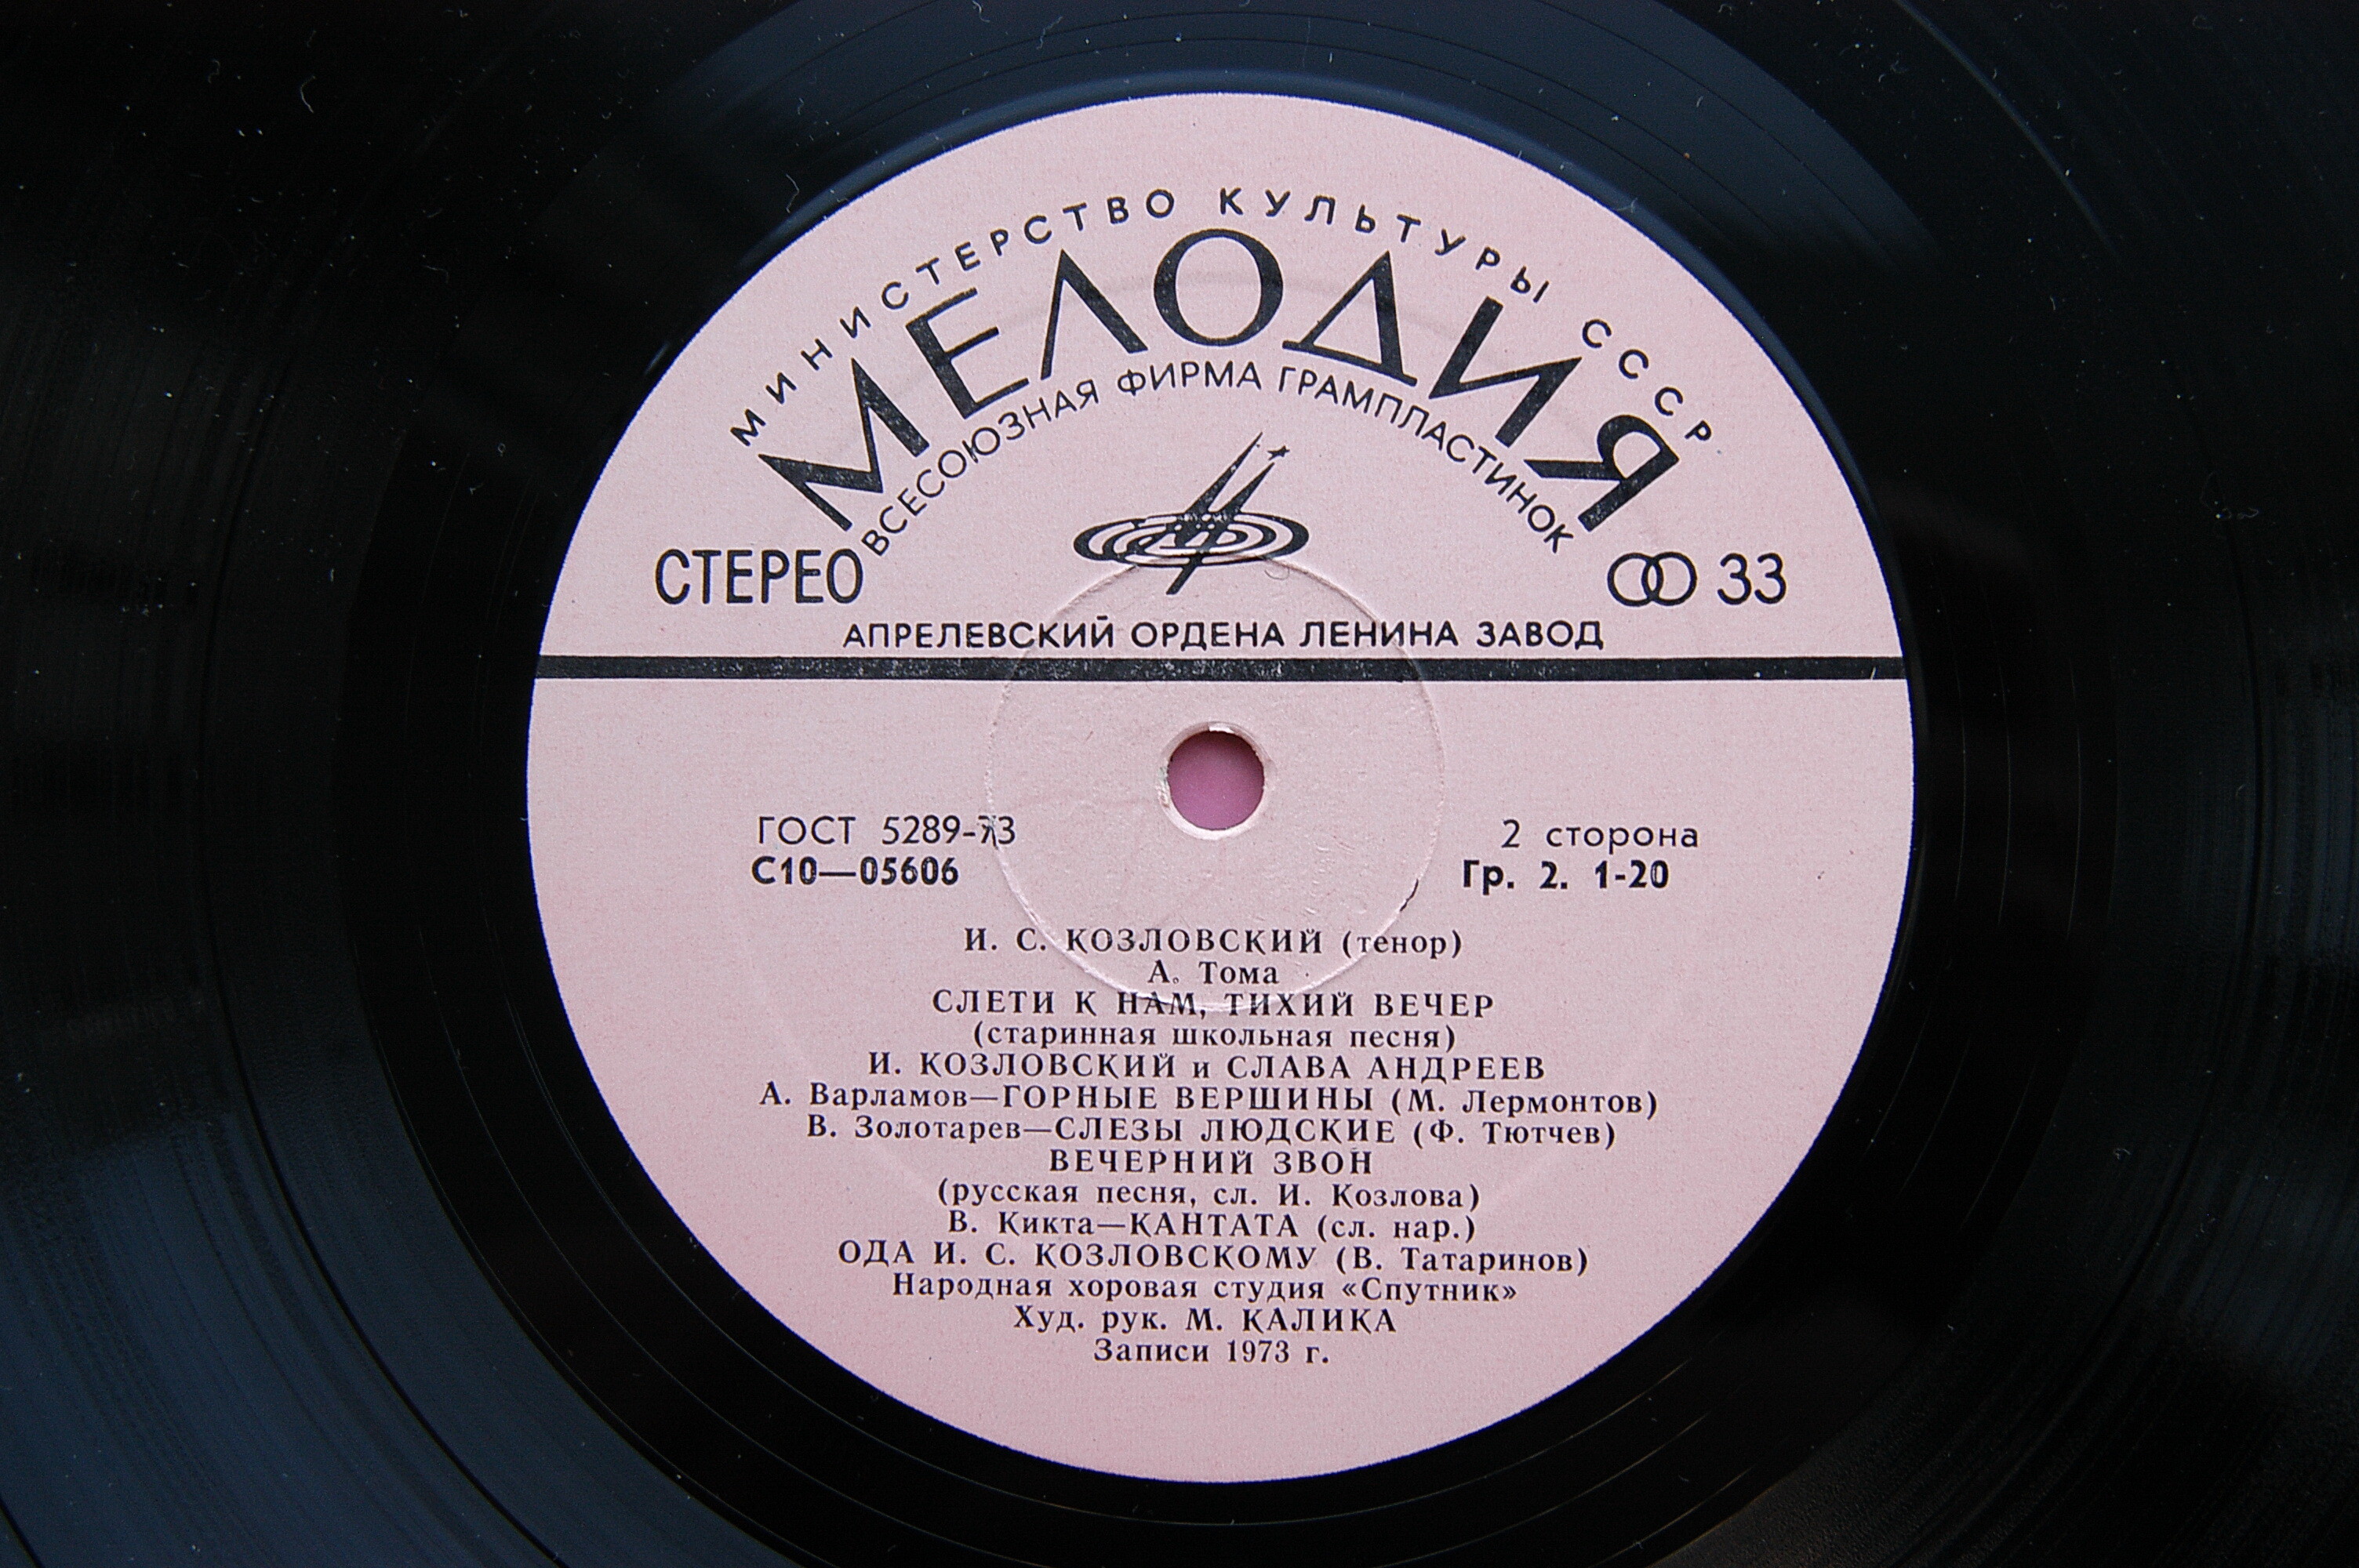 МИНИСТЕРСТВО КУЛЬТУРЫ СССР
МЕЛОДИЯ
ВСЕСОЮЗНАЯ ФИРМА ГРАМПЛАСТИНОК
СТЕРЕО 33
АПРЕЛЕВСКИЙ ОРДЕНА ЛЕНИНА ЗАВОД
ГОСТ 5289-73 2 сторона
С10—05606 Гр. 2. 1-20
И. С. КОЗЛОВСКИЙ (тенор)
А. Тома
СЛЕТИ К НАМ, ТИХИЙ ВЕЧЕР
(старинная школьная песня)
И. КОЗЛОВСКИЙ и СЛАВА АНДРЕЕВ
А. Варламов—ГОРНЫЕ ВЕРШИНЫ (М. Лермонтов)
В. Золотарев—СЛЕЗЫ ЛЮДСКИЕ (Ф. Тютчев)
ВЕЧЕРНИЙ ЗВОН
(русская песня, сл. И. Козлова)
В. Кикта—КАНТАТА (сл. нар.)
ОДА И. С. КОЗЛОВСКОМУ (В. Татаринов)
Народная хоровая студия «Спутник»
Худ. рук. М. КАЛИКА
Записи 1973 г.